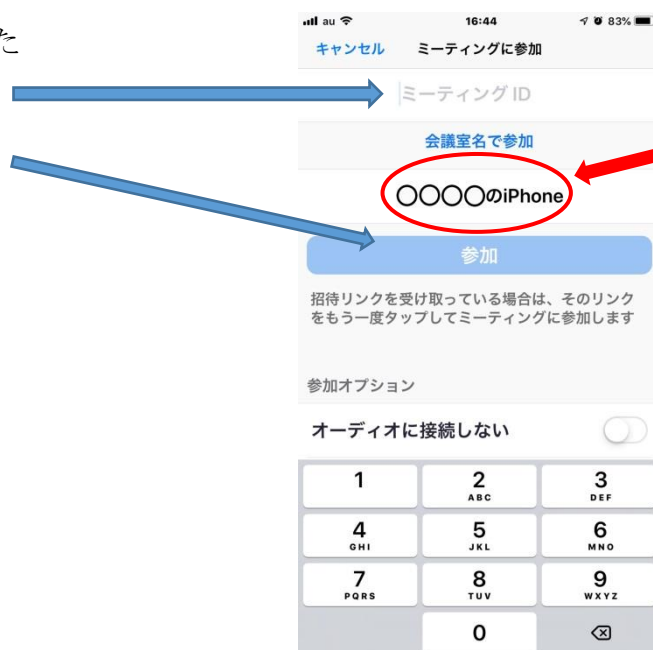 た
au 16:44 83%
キャンセル ミーティングに参加
ミーティング ID
会議室名で参加
〇〇〇〇のiPhone
参加
招待リンクを受け取っている場合は、そのリンク
をもう一度タップしてミーティングに参加します
参加オプション
オーディオに接続しない
1 2 3
ABC DEF
4 5 6
GHI JKL MNO
7 8 9
PQRS TUV WXYZ
0